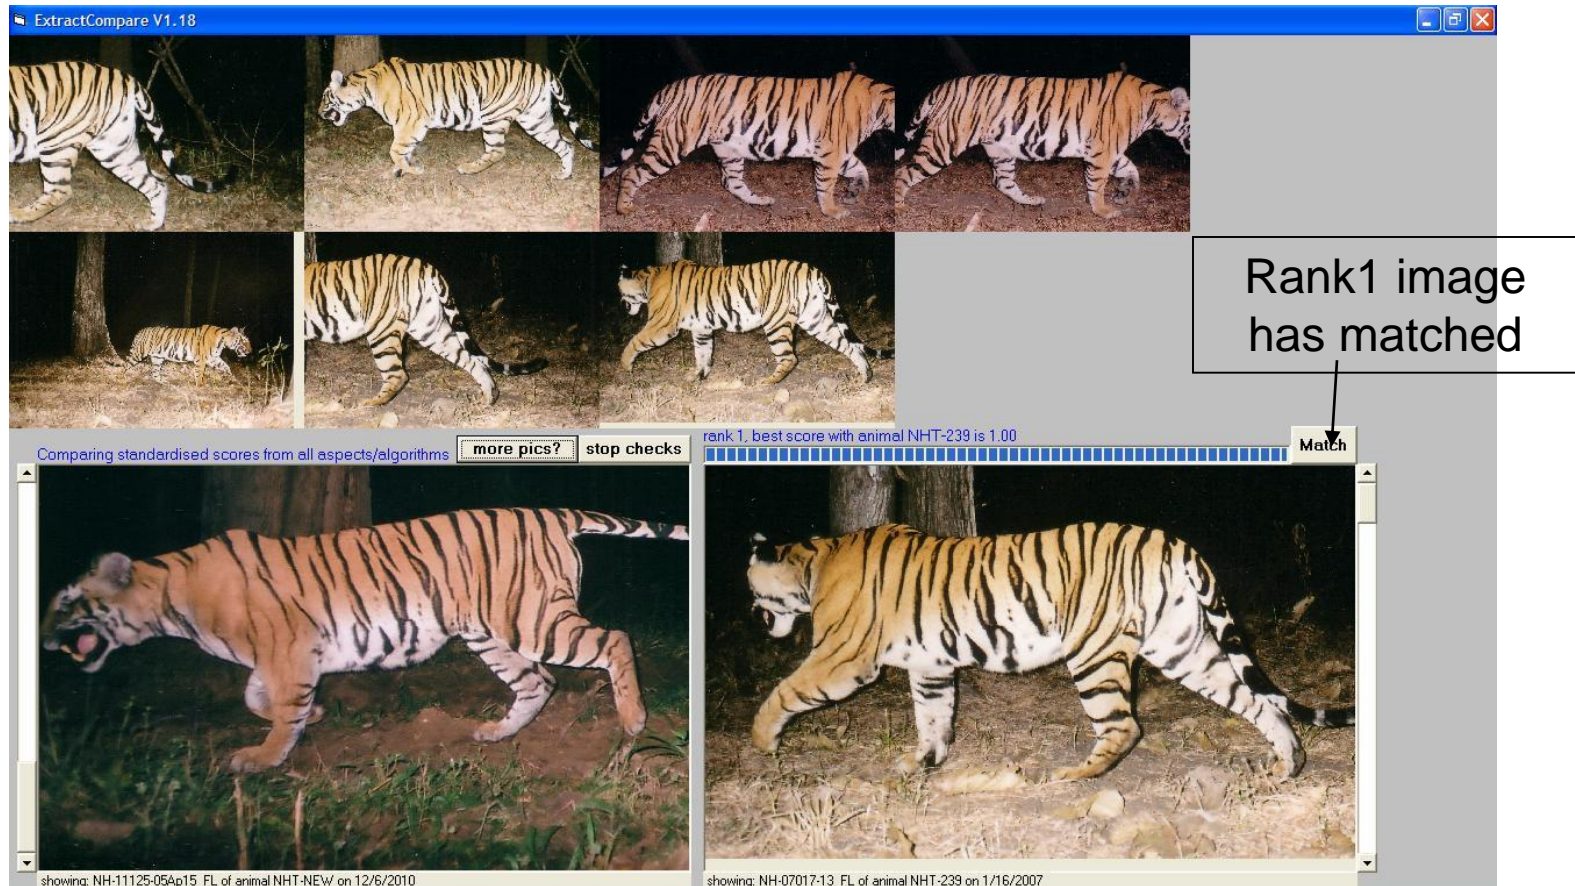 ExtractCompare V1.18
Rank1 image
has matched
rank 1, best score with animal NHT-239 is 1.00
Comparing standardised scores from all aspects/algorithms
more pics?
stop checks
Match
showing: NH-11125-05Ap15 FL of animal NHT-NEW on 12/6/2010
showing: NH-07017-13 FL of animal NHT-239 on 1/16/2007